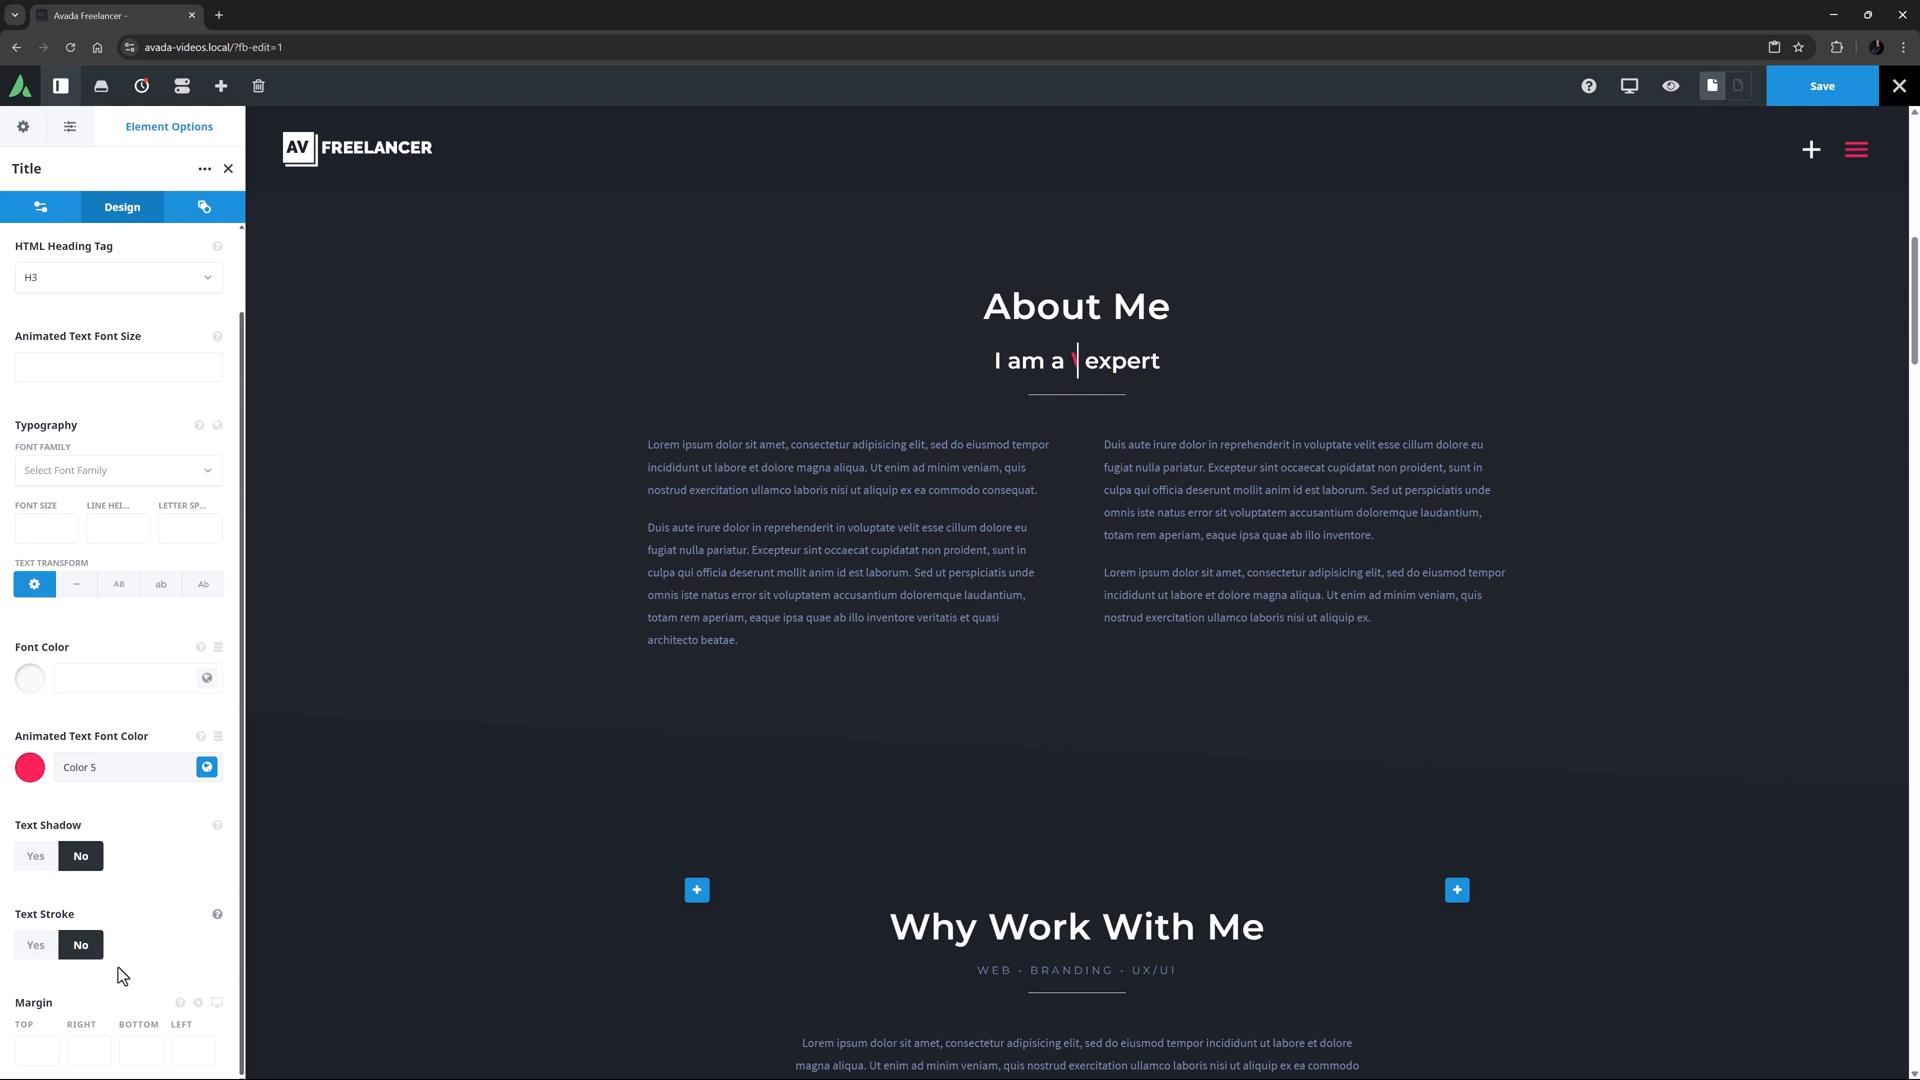 Avada Freelancer -
avada-videos.local/?fb-edit=1
Save
Element Options
Title
Design
HTML Heading Tag
H3
Animated Text Font Size
Typography
FONT FAMILY
Select Font Family
FONT SIZE LINE HEI... LETTER SP...
TEXT TRANSFORM
AB ab Ab
Font Color
Animated Text Font Color
Color 5
Text Shadow
Yes No
Text Stroke
Yes No
Margin
TOP RIGHT BOTTOM LEFT
AV FREELANCER
About Me
I am a expert
Lorem ipsum dolor sit amet, consectetur adipisicing elit, sed do eiusmod tempor
incididunt ut labore et dolore magna aliqua. Ut enim ad minim veniam, quis
nostrud exercitation ullamco laboris nisi ut aliquip ex ea commodo consequat.
Duis aute irure dolor in reprehenderit in voluptate velit esse cillum dolore eu
fugiat nulla pariatur. Excepteur sint occaecat cupidatat non proident, sunt in
culpa qui officia deserunt mollit anim id est laborum. Sed ut perspiciatis unde
omnis iste natus error sit voluptatem accusantium doloremque laudantium,
totam rem aperiam, eaque ipsa quae ab illo inventore veritatis et quasi
architecto beatae.
Duis aute irure dolor in reprehenderit in voluptate velit esse cillum dolore eu
fugiat nulla pariatur. Excepteur sint occaecat cupidatat non proident, sunt in
culpa qui officia deserunt mollit anim id est laborum. Sed ut perspiciatis unde
omnis iste natus error sit voluptatem accusantium doloremque laudantium,
totam rem aperiam, eaque ipsa quae ab illo inventore.
Lorem ipsum dolor sit amet, consectetur adipisicing elit, sed do eiusmod tempor
incididunt ut labore et dolore magna aliqua. Ut enim ad minim veniam, quis
nostrud exercitation ullamco laboris nisi ut aliquip ex.
Why Work With Me
WEB • BRANDING • UX/UI
Lorem ipsum dolor sit amet, consectetur adipisicing elit, sed do eiusmod tempor incididunt ut labore et dolore
magna aliqua. Ut enim ad minim veniam, quis nostrud exercitation ullamco laboris nisi ut aliquip ex ea commodo